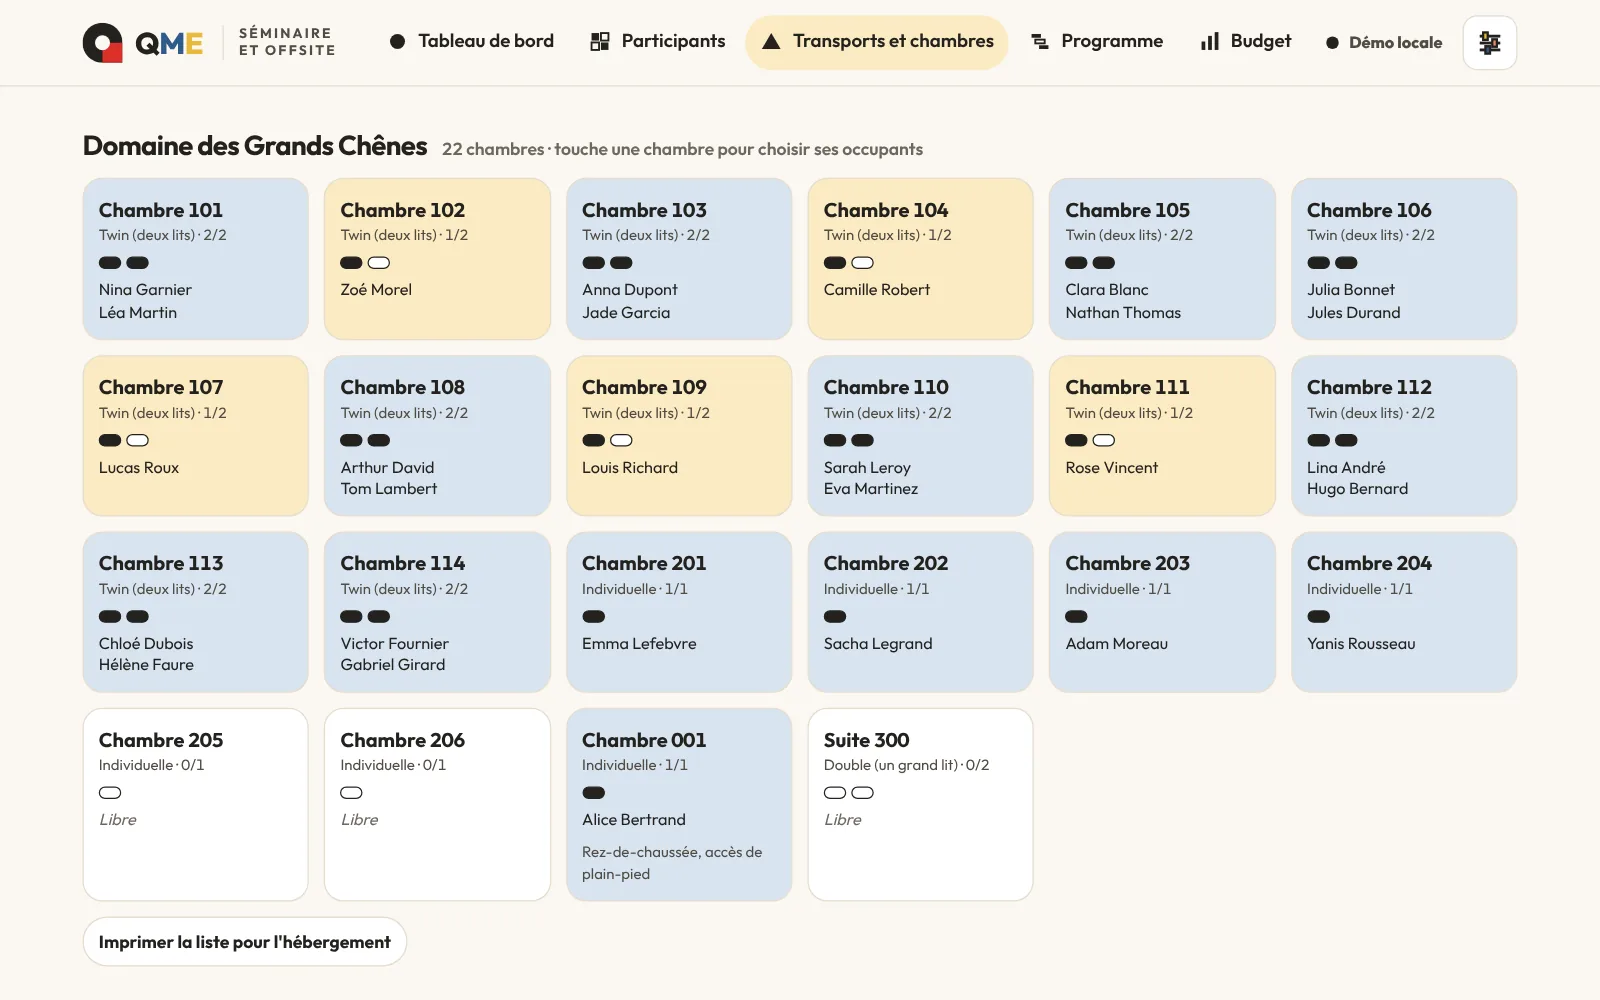 QME
SÉMINAIRE
ET OFFSITE
Tableau de bord
Participants
Transports et chambres
Programme
Budget
Démo locale
Domaine des Grands Chênes
22 chambres · touche une chambre pour choisir ses occupants
Chambre 101
Twin (deux lits) · 2/2
Nina Garnier
Léa Martin
Chambre 102
Twin (deux lits) · 1/2
Zoé Morel
Chambre 103
Twin (deux lits) · 2/2
Anna Dupont
Jade Garcia
Chambre 104
Twin (deux lits) · 1/2
Camille Robert
Chambre 105
Twin (deux lits) · 2/2
Clara Blanc
Nathan Thomas
Chambre 106
Twin (deux lits) · 2/2
Julia Bonnet
Jules Durand
Chambre 107
Twin (deux lits) · 1/2
Lucas Roux
Chambre 108
Twin (deux lits) · 2/2
Arthur David
Tom Lambert
Chambre 109
Twin (deux lits) · 1/2
Louis Richard
Chambre 110
Twin (deux lits) · 2/2
Sarah Leroy
Eva Martinez
Chambre 111
Twin (deux lits) · 1/2
Rose Vincent
Chambre 112
Twin (deux lits) · 2/2
Lina André
Hugo Bernard
Chambre 113
Twin (deux lits) · 2/2
Chloé Dubois
Hélène Faure
Chambre 114
Twin (deux lits) · 2/2
Victor Fournier
Gabriel Girard
Chambre 201
Individuelle · 1/1
Emma Lefebvre
Chambre 202
Individuelle · 1/1
Sacha Legrand
Chambre 203
Individuelle · 1/1
Adam Moreau
Chambre 204
Individuelle · 1/1
Yanis Rousseau
Chambre 205
Individuelle · 0/1
Libre
Chambre 206
Individuelle · 0/1
Libre
Chambre 001
Individuelle · 1/1
Alice Bertrand
Rez-de-chaussée, accès de
plain-pied
Suite 300
Double (un grand lit) · 0/2
Libre
Imprimer la liste pour l'hébergement